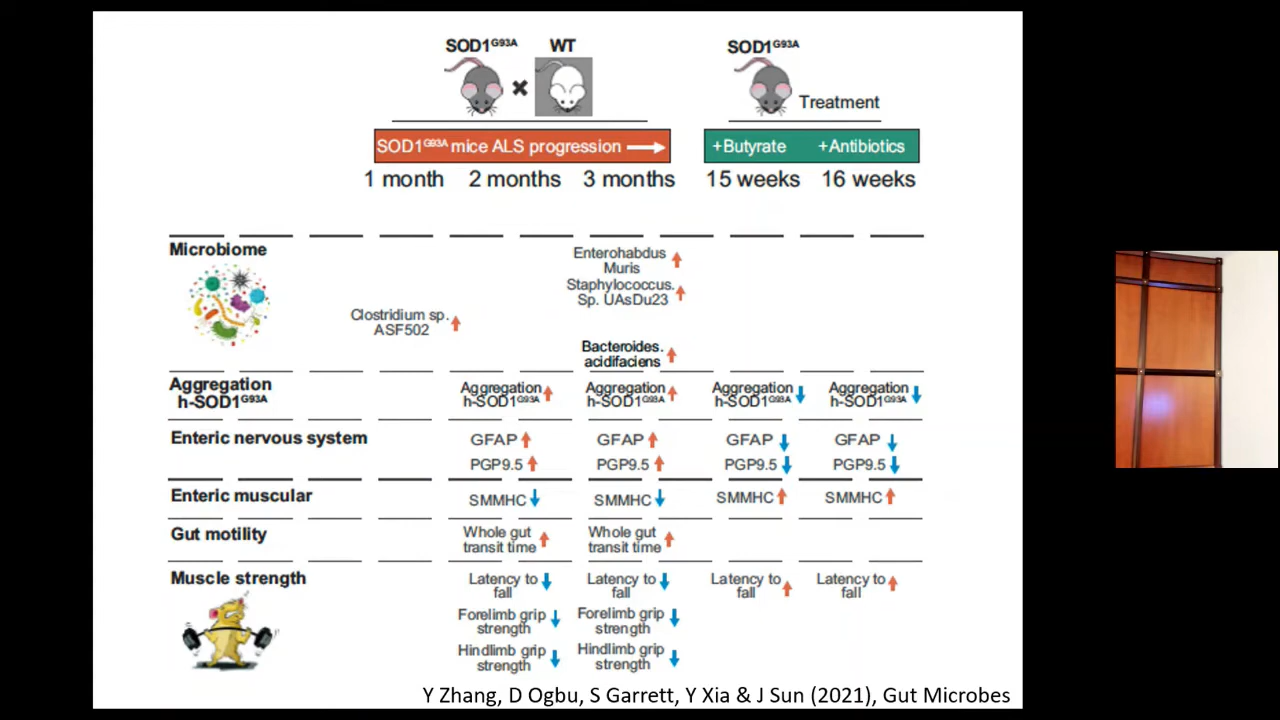 SOD1G93A WT SOD1G93A
Treatment
SOD1G93A mice ALS progression +Butyrate +Antibiotics
1 month 2 months 3 months 15 weeks 16 weeks
Microbiome
Enterohabdus
Muris
Staphylococcus.
Sp. UAsDu23
Clostridium sp.
ASF502
Bacteroides.
acidifaciens
Aggregation
h-SOD1G93A
Aggregation
h-SOD1G93A
Aggregation
h-SOD1G93A
Aggregation
h-SOD1G93A
Aggregation
h-SOD1G93A
Enteric nervous system
GFAP GFAP GFAP GFAP
PGP9.5 PGP9.5 PGP9.5 PGP9.5
Enteric muscular
SMMHC SMMHC SMMHC SMMHC
Gut motility
Whole gut
transit time
Whole gut
transit time
Muscle strength
Latency to
fall
Latency to
fall
Latency to
fall
Latency to
fall
Forelimb grip
strength
Forelimb grip
strength
Hindlimb grip
strength
Hindlimb grip
strength
Y Zhang, D Ogbu, S Garrett, Y Xia & J Sun (2021), Gut Microbes